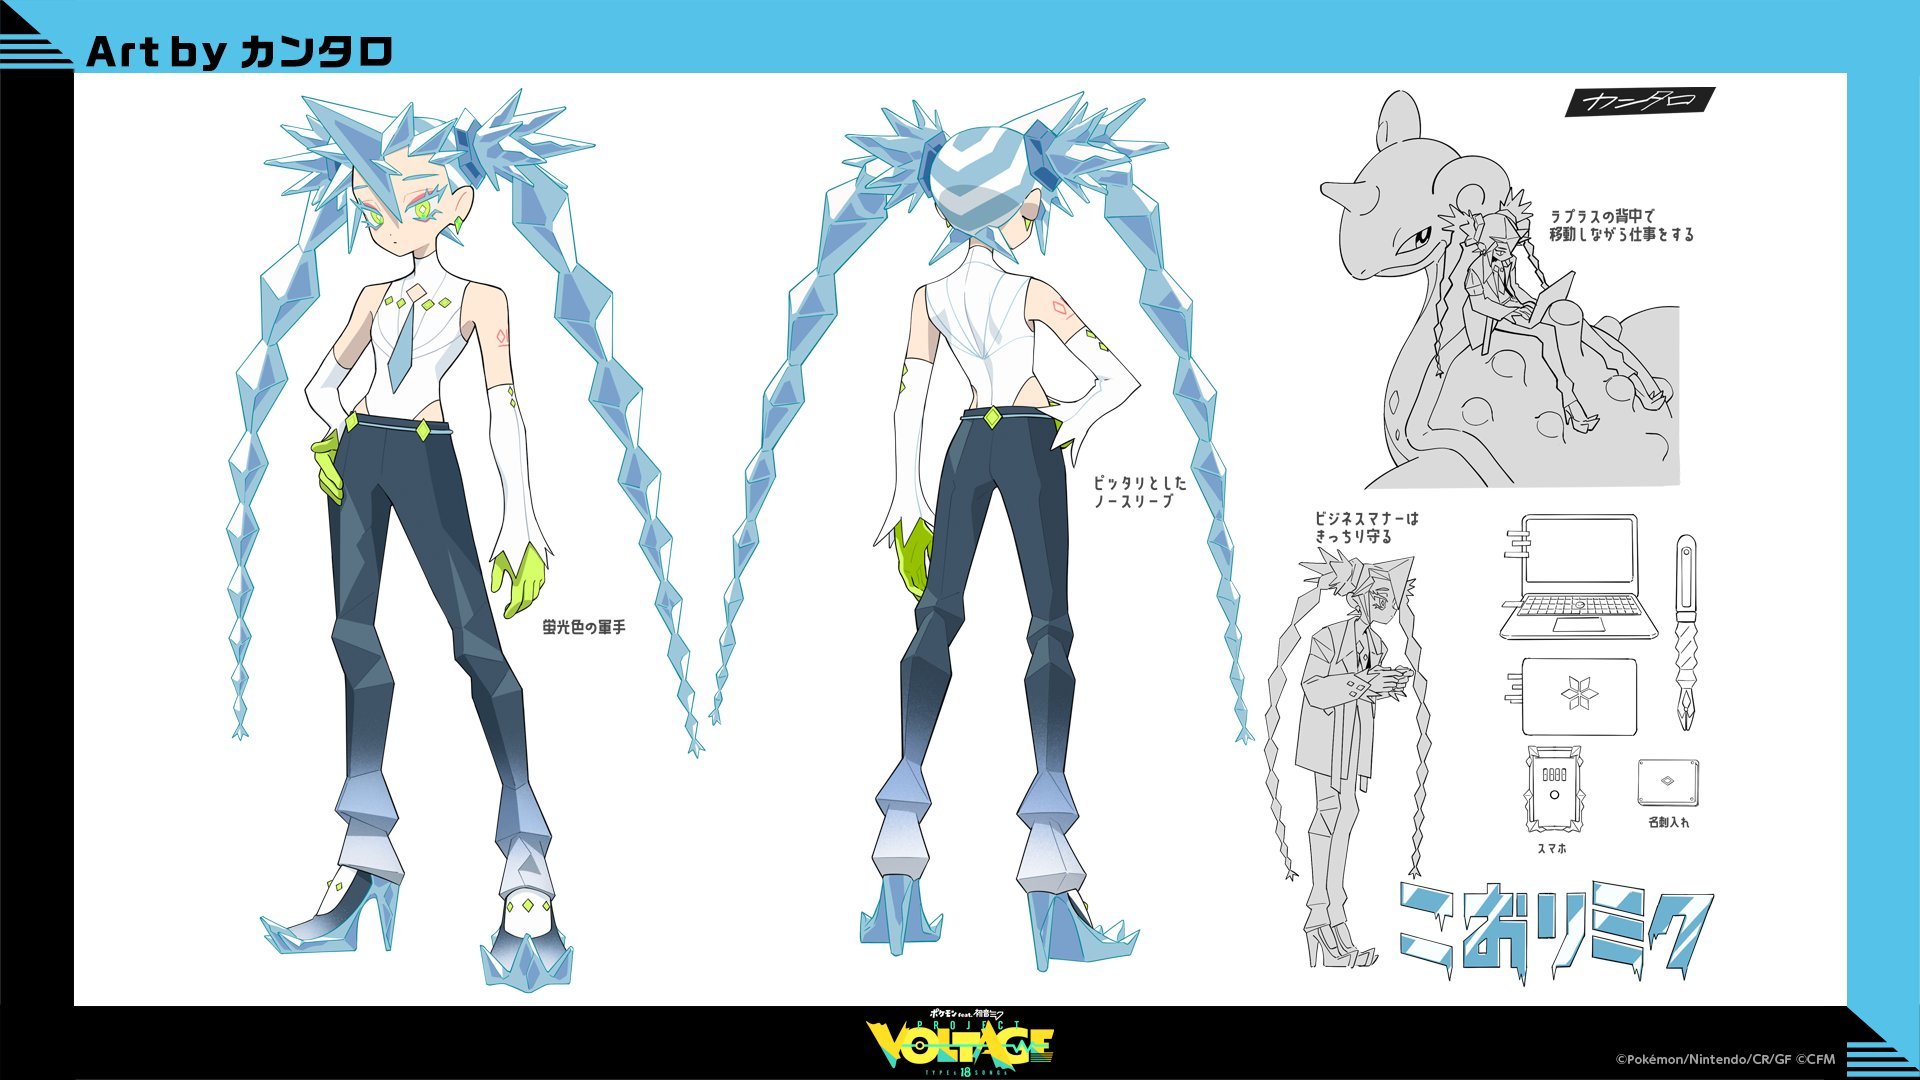 Art by カンタロ
カンタロ
ラプラスの背中で
移動しながら仕事をする
ピッタリとした
ノースリーブ
ビジネスマナーは
きっちり守る
蛍光色の軍手
名刺入れ
スマホ
こおりミク
ポケモン feat. 初音ミク
PROJECT
VOLTAGE
18 TYPES/SONGS
©Pokémon/Nintendo/CR/GF ©CFM